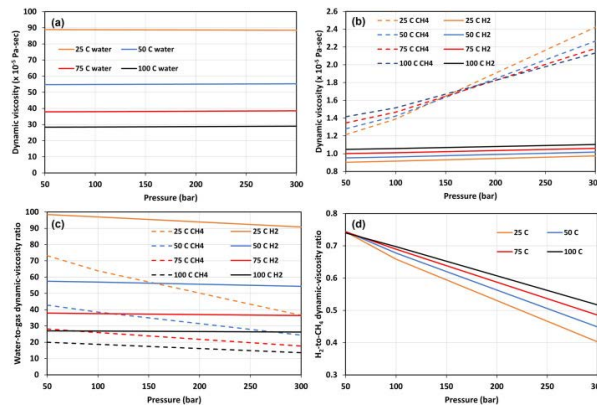 (a)
Dynamic viscosity (x 10⁻⁵ Pa-sec)
100
90
80
70
60
50
40
30
20
10
0
25 C water
50 C water
75 C water
100 C water
50
100
150
200
250
300
Pressure (bar)
(b)
Dynamic viscosity (x 10⁻⁵ Pa-sec)
2.6
2.4
2.2
2.0
1.8
1.6
1.4
1.2
1.0
0.8
25 C CH4
25 C H2
50 C CH4
50 C H2
75 C CH4
75 C H2
100 C CH4
100 C H2
50
100
150
200
250
300
Pressure (bar)
(c)
Water-to-gas dynamic-viscosity ratio
100
90
80
70
60
50
40
30
20
10
0
25 C CH4
25 C H2
50 C CH4
50 C H2
75 C CH4
75 C H2
100 C CH4
100 C H2
50
100
150
200
250
300
Pressure (bar)
(d)
H₂-to-CH₄ dynamic-viscosity ratio
0.8
0.7
0.6
0.5
0.4
0.3
25 C
50 C
75 C
100 C
50
100
150
200
250
300
Pressure (bar)